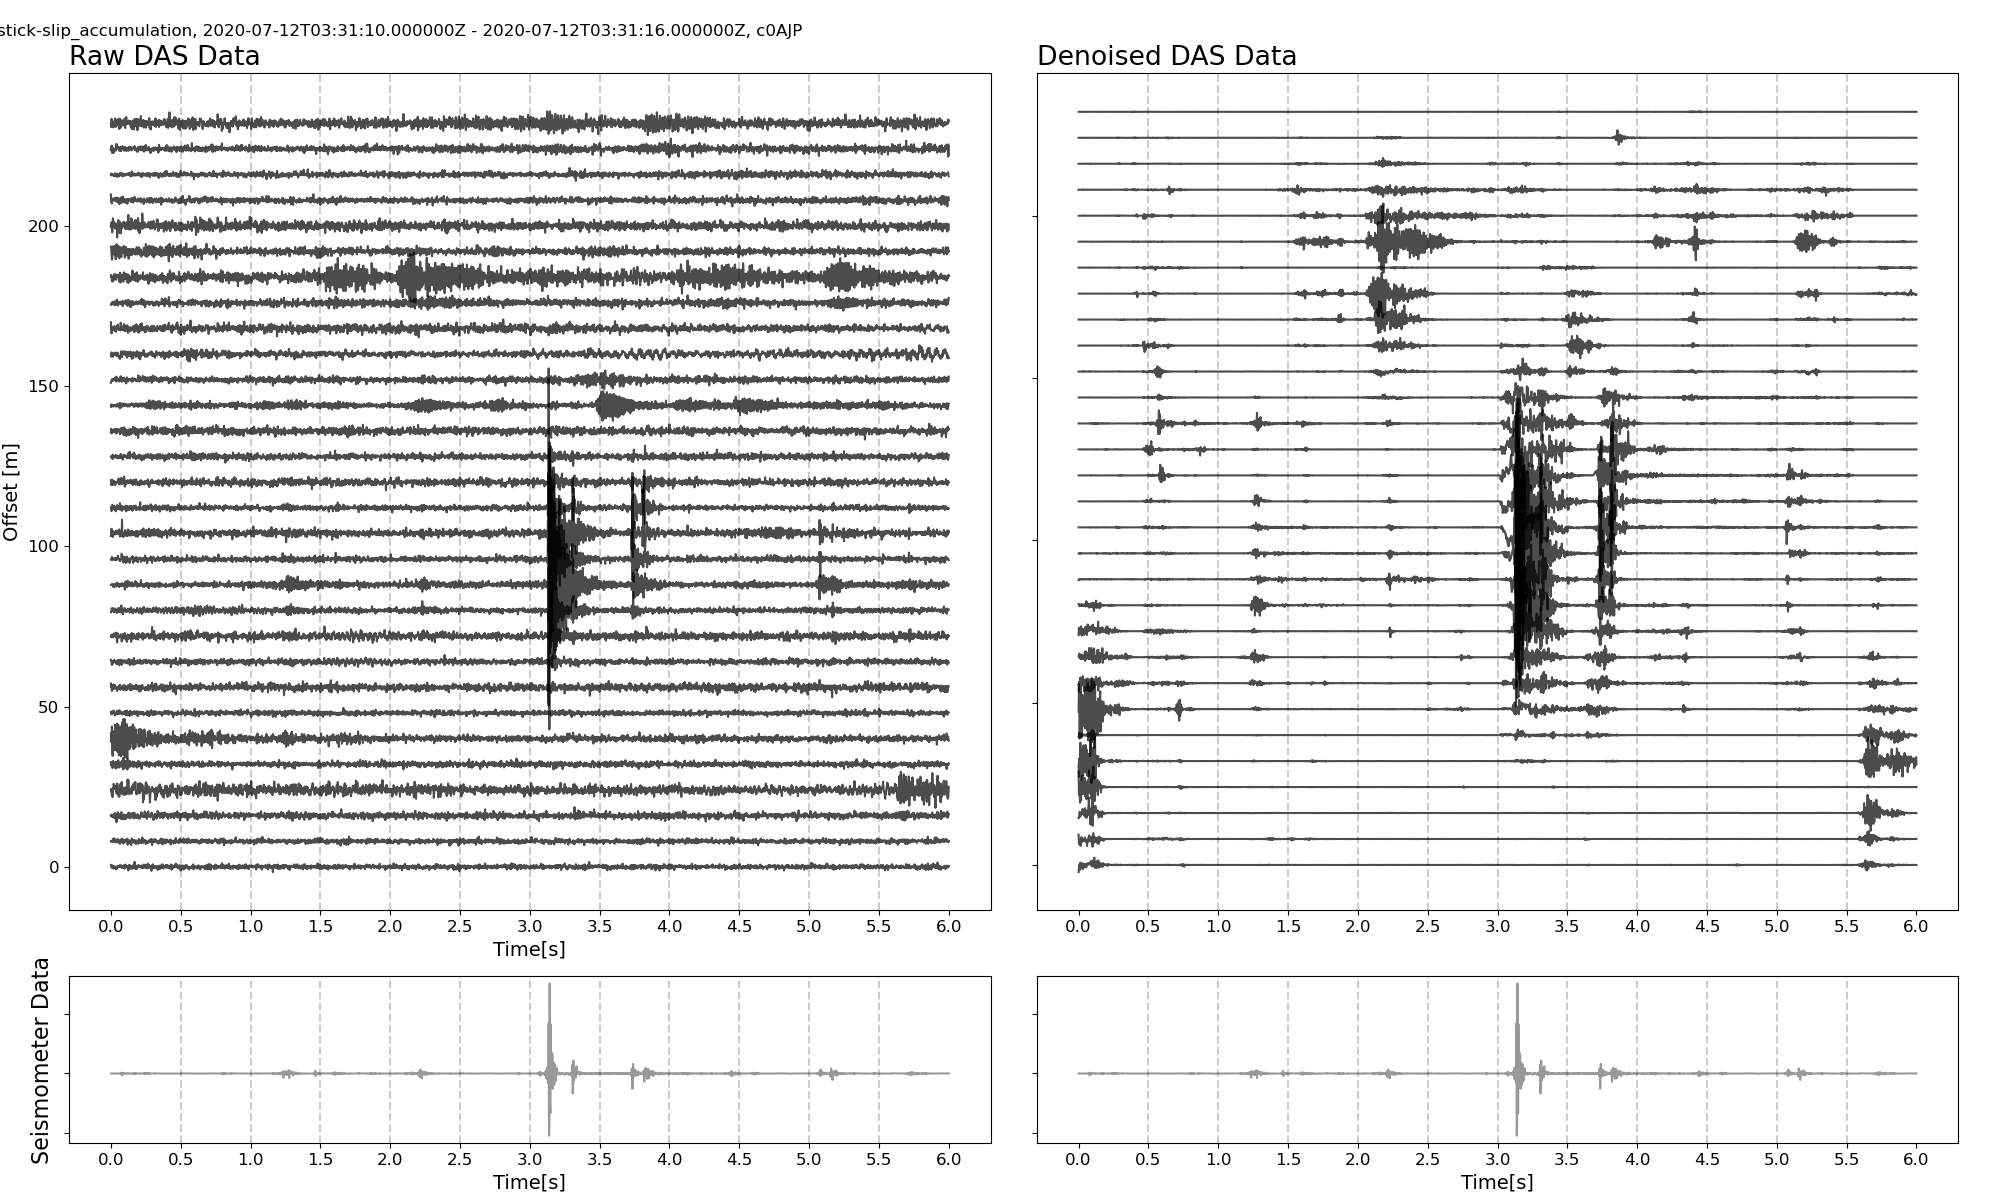 stick-slip_accumulation, 2020-07-12T03:31:10.000000Z - 2020-07-12T03:31:16.000000Z, c0AJP
Raw DAS Data
Denoised DAS Data
Offset [m]
200
150
100
50
0
0.0 0.5 1.0 1.5 2.0 2.5 3.0 3.5 4.0 4.5 5.0 5.5 6.0
Time[s]
0.0 0.5 1.0 1.5 2.0 2.5 3.0 3.5 4.0 4.5 5.0 5.5 6.0
Seismometer Data
0.0 0.5 1.0 1.5 2.0 2.5 3.0 3.5 4.0 4.5 5.0 5.5 6.0
Time[s]
0.0 0.5 1.0 1.5 2.0 2.5 3.0 3.5 4.0 4.5 5.0 5.5 6.0
Time[s]